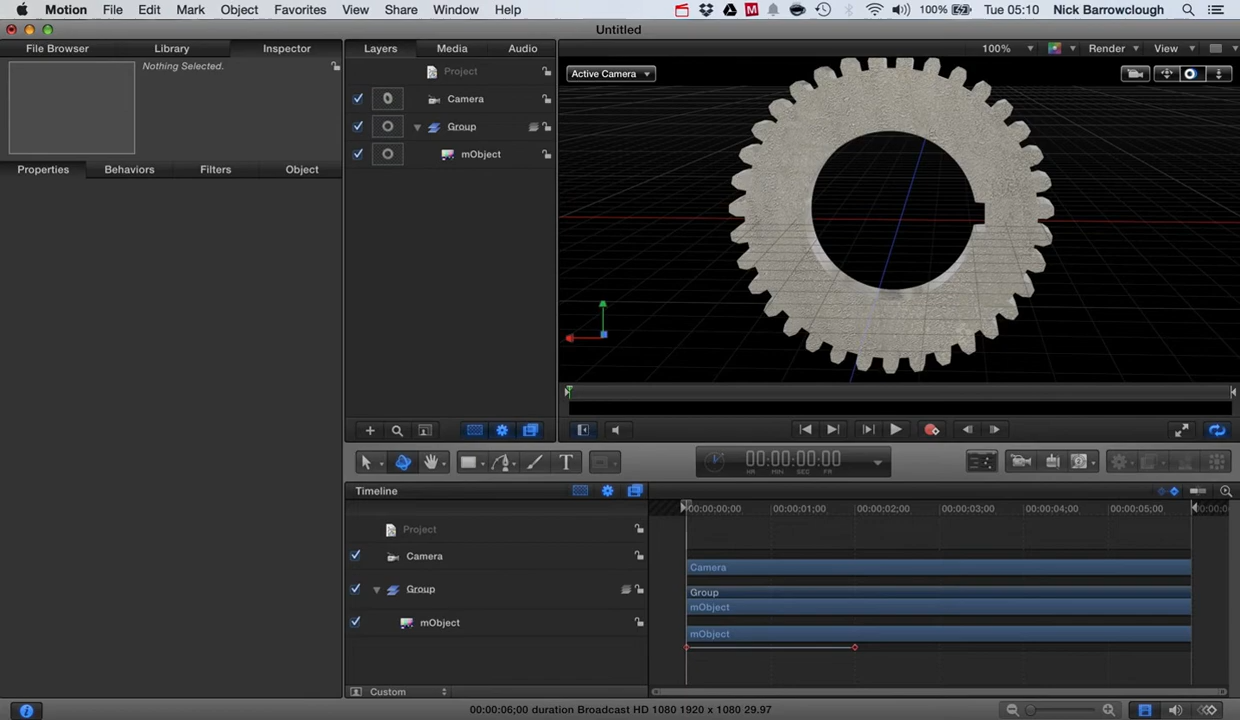 Motion File Edit Mark Object Favorites View Share Window Help 100% Tue 05:10 Nick Barrowclough
Untitled
File Browser Library Inspector Layers Media Audio 100% Render View
Nothing Selected.
Project
Active Camera
Camera
Group
mObject
Properties Behaviors Filters Object
T 00:00:00:00
HR MIN SEC FR
Timeline
00:00:00;00 00:00:01;00 00:00:02;00 00:00:03;00 00:00:04;00 00:00:05;00
Project
Camera Camera
Group Group
mObject
mObject mObject
Custom
00:00:06;00 duration Broadcast HD 1080 1920 x 1080 29.97